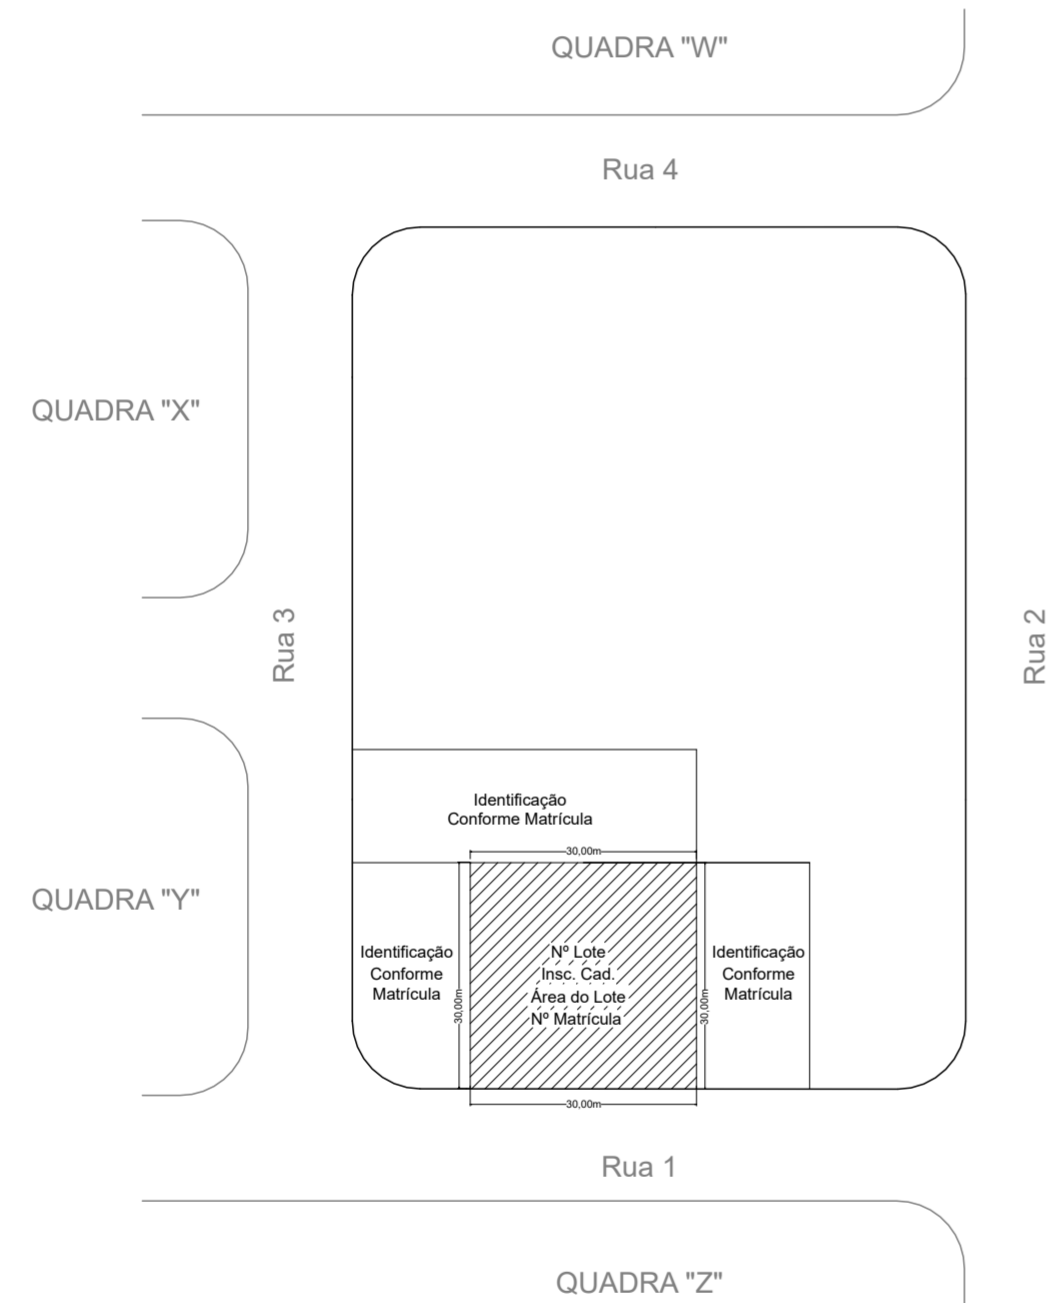 QUADRA "W"
Rua 4
QUADRA "X"
Rua 3
Rua 2
Identificação
Conforme Matrícula
30,00m
QUADRA "Y"
Identificação
Conforme
Matrícula
30,00m
Nº Lote
Insc. Cad.
Área do Lote
Nº Matrícula
30,00m
Identificação
Conforme
Matrícula
30,00m
Rua 1
QUADRA "Z"